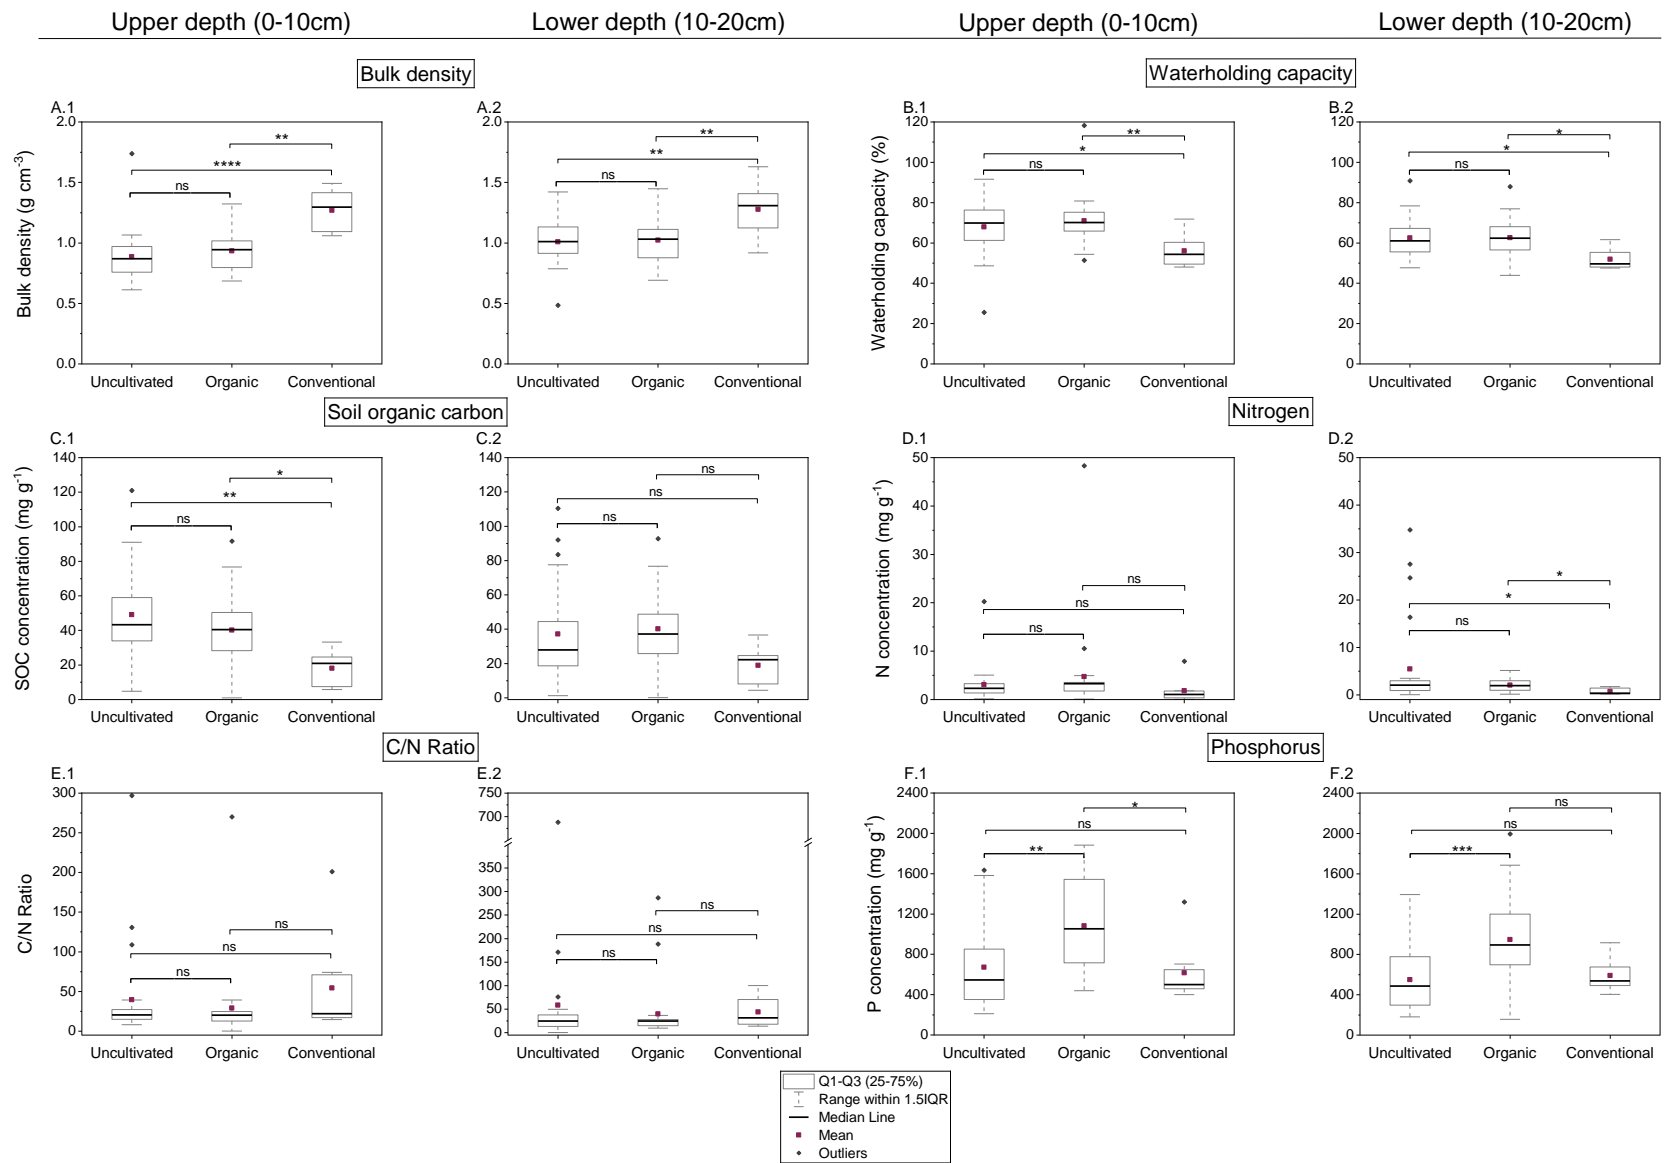 Upper depth (0-10cm) Lower depth (10-20cm) Upper depth (0-10cm) Lower depth (10-20cm)
Bulk density Waterholding capacity
A.1 A.2 B.1 B.2
Bulk density (g cm⁻³)
2.0
1.5
1.0
0.5
0.0
ns
****
**
Uncultivated Organic Conventional
2.0
1.5
1.0
0.5
0.0
ns
**
**
Uncultivated Organic Conventional
Waterholding capacity (%)
120
100
80
60
40
20
0
ns
*
**
Uncultivated Organic Conventional
120
100
80
60
40
20
0
ns
*
*
Uncultivated Organic Conventional
Soil organic carbon Nitrogen
C.1 C.2 D.1 D.2
SOC concentration (mg g⁻¹)
140
120
100
80
60
40
20
0
ns
**
*
Uncultivated Organic Conventional
140
120
100
80
60
40
20
0
ns
ns
ns
Uncultivated Organic Conventional
N concentration (mg g⁻¹)
50
40
30
20
10
0
ns
ns
ns
Uncultivated Organic Conventional
50
40
30
20
10
0
ns
*
*
Uncultivated Organic Conventional
C/N Ratio Phosphorus
E.1 E.2 F.1 F.2
C/N Ratio
300
250
200
150
100
50
0
ns
ns
ns
Uncultivated Organic Conventional
750
700
350
300
250
200
150
100
50
0
ns
ns
ns
Uncultivated Organic Conventional
P concentration (mg g⁻¹)
2400
2000
1600
1200
800
400
0
**
ns
*
Uncultivated Organic Conventional
2400
2000
1600
1200
800
400
0
***
ns
ns
Uncultivated Organic Conventional
Q1-Q3 (25-75%)
Range within 1.5IQR
Median Line
Mean
Outliers